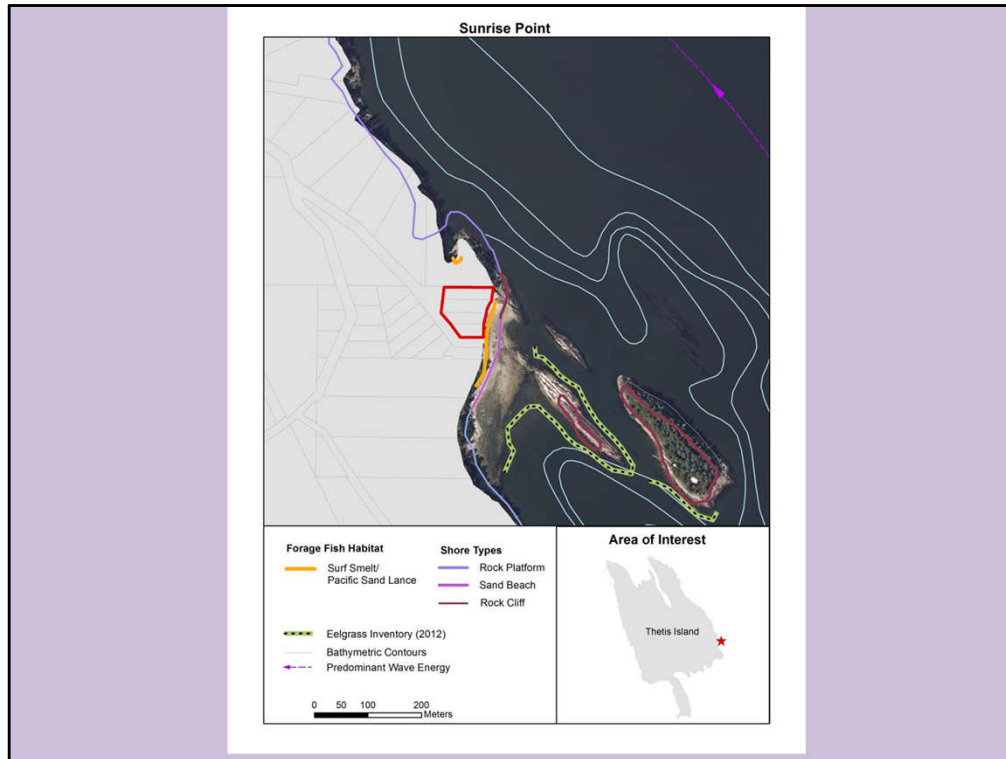 Sunrise Point
Forage Fish Habitat
Surf Smelt/
Pacific Sand Lance
Shore Types
Rock Platform
Sand Beach
Rock Cliff
Eelgrass Inventory (2012)
Bathymetric Contours
Predominant Wave Energy
0 50 100 200
Meters
Area of Interest
Thetis Island